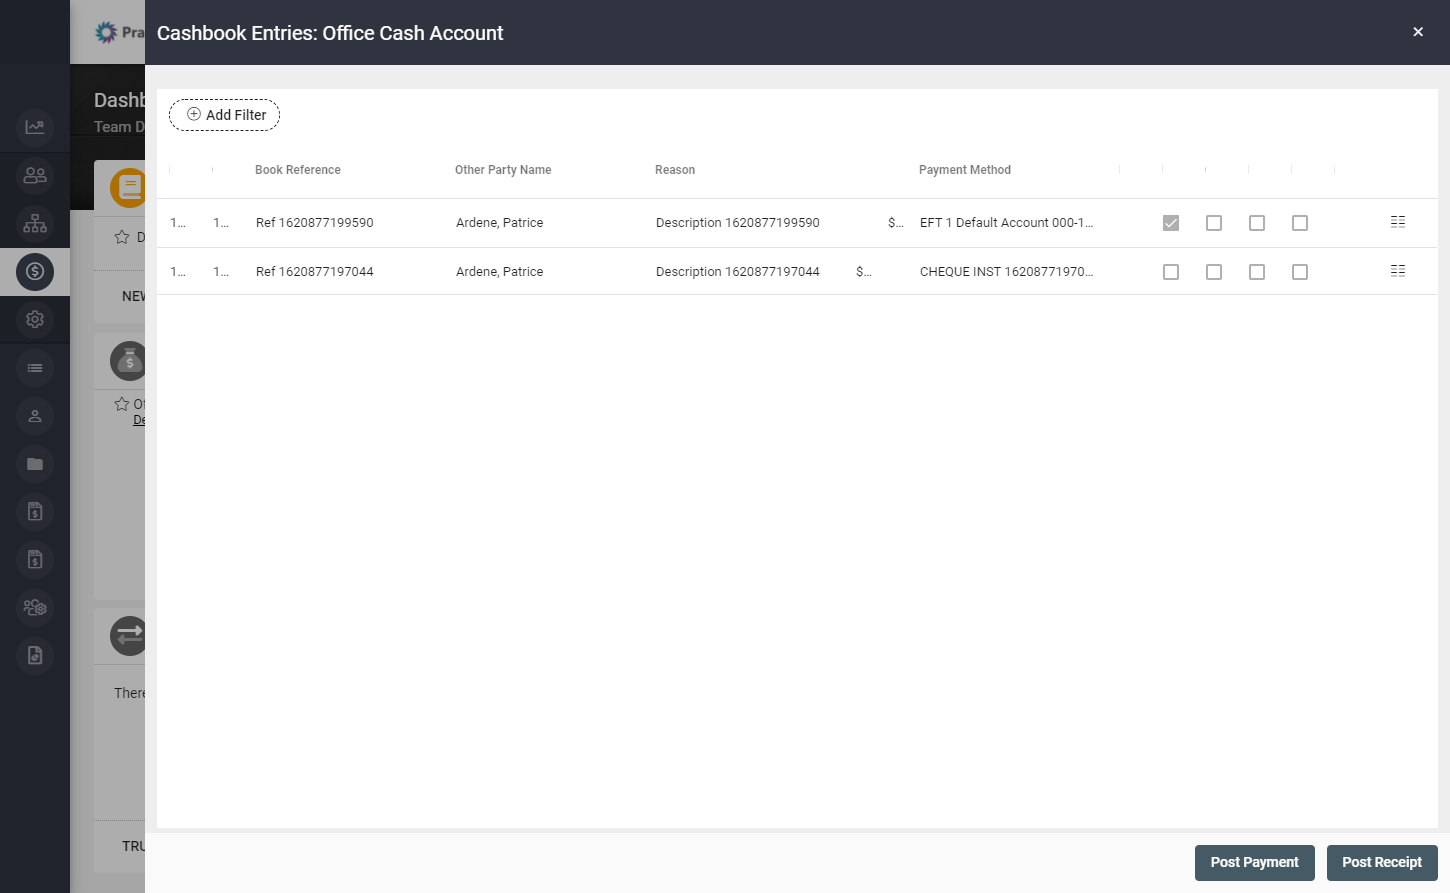 Pra
Cashbook Entries: Office Cash Account
Dashb
Team D
Add Filter
Book Reference Other Party Name Reason Payment Method
1... 1... Ref 1620877199590 Ardene, Patrice Description 1620877199590 $... EFT 1 Default Account 000-1...
D
1... 1... Ref 1620877197044 Ardene, Patrice Description 1620877197044 $... CHEQUE INST 16208771970...
NEW
Of
De
There
TRU
Post Payment Post Receipt